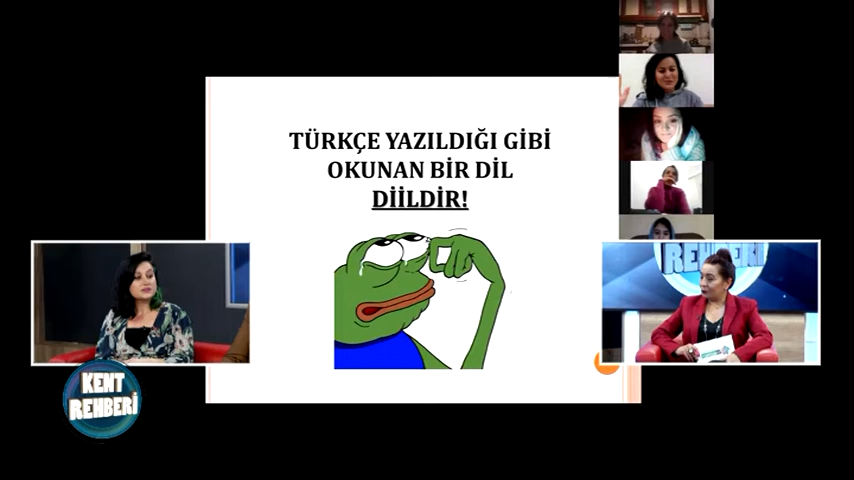 TÜRKÇE YAZILDIĞI GİBİ
OKUNAN BİR DİL
DİİLDİR!
REHBERİ
KENT
REHBERİ